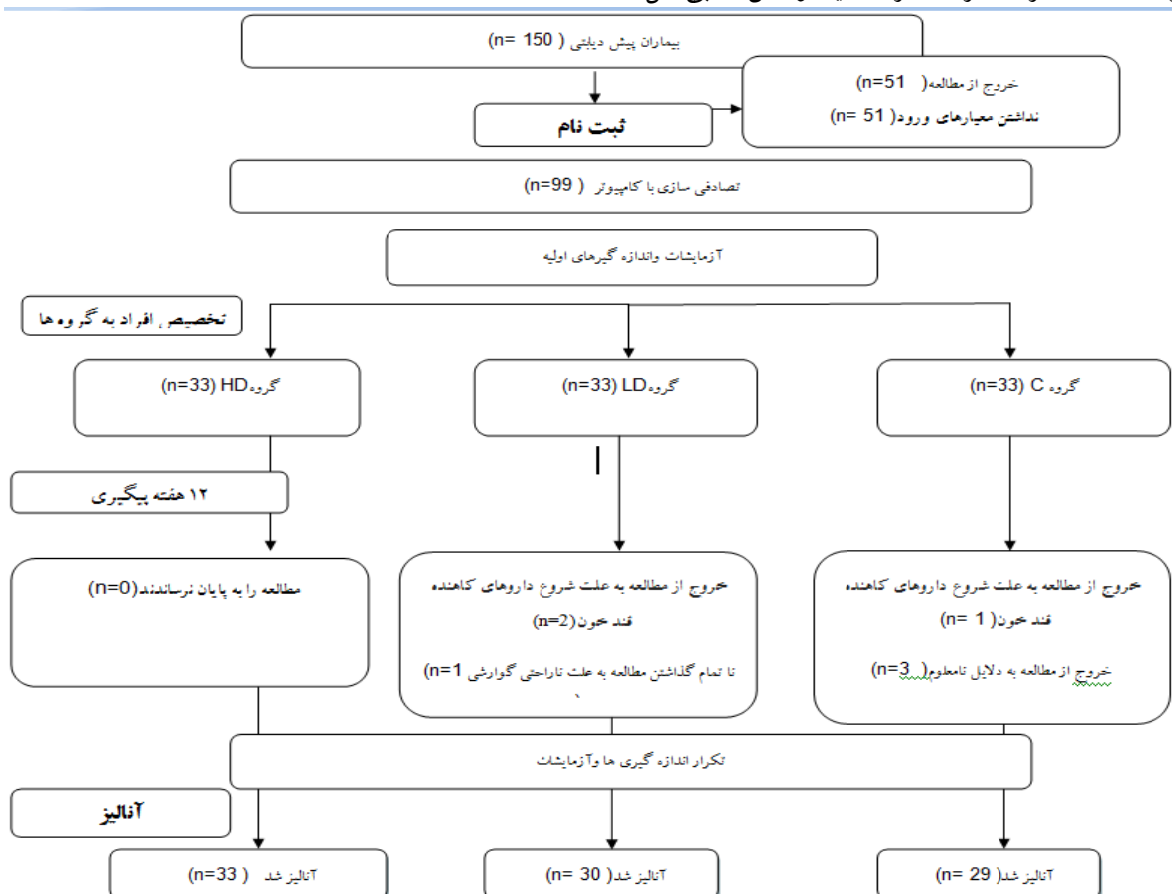 بیماران پیش دیابتی ( n= 150)
خروج از مطالعه( n=51)
نداشتن معیارهای ورود( n= 51)
ثبت نام
تصادفی سازی با کامپیوتر ( n=99)
آزمایشات واندازه گیرهای اولیه
تخصیص افراد به گروه ها
گروه C (n=33)
گروه LD (n=33)
گروه HD (n=33)
۱۲ هفته پیگیری
خروج از مطالعه به علت شروع داروهای کاهنده
قند خون( n= 1)
خروج از مطالعه به دلایل نامعلوم( n=3)
خروج از مطالعه به علت شروع داروهای کاهنده
قند خون(n=2)
نا تمام گذاشتن مطالعه به علت ناراحتی گوارشی n=1)
مطالعه را به پایان نرساندند(n=0)
تکرار اندازه گیری ها وآزمایشات
آنالیز
آنالیز شد( n= 29)
آنالیز شد( n= 30)
آنالیز شد ( n=33)